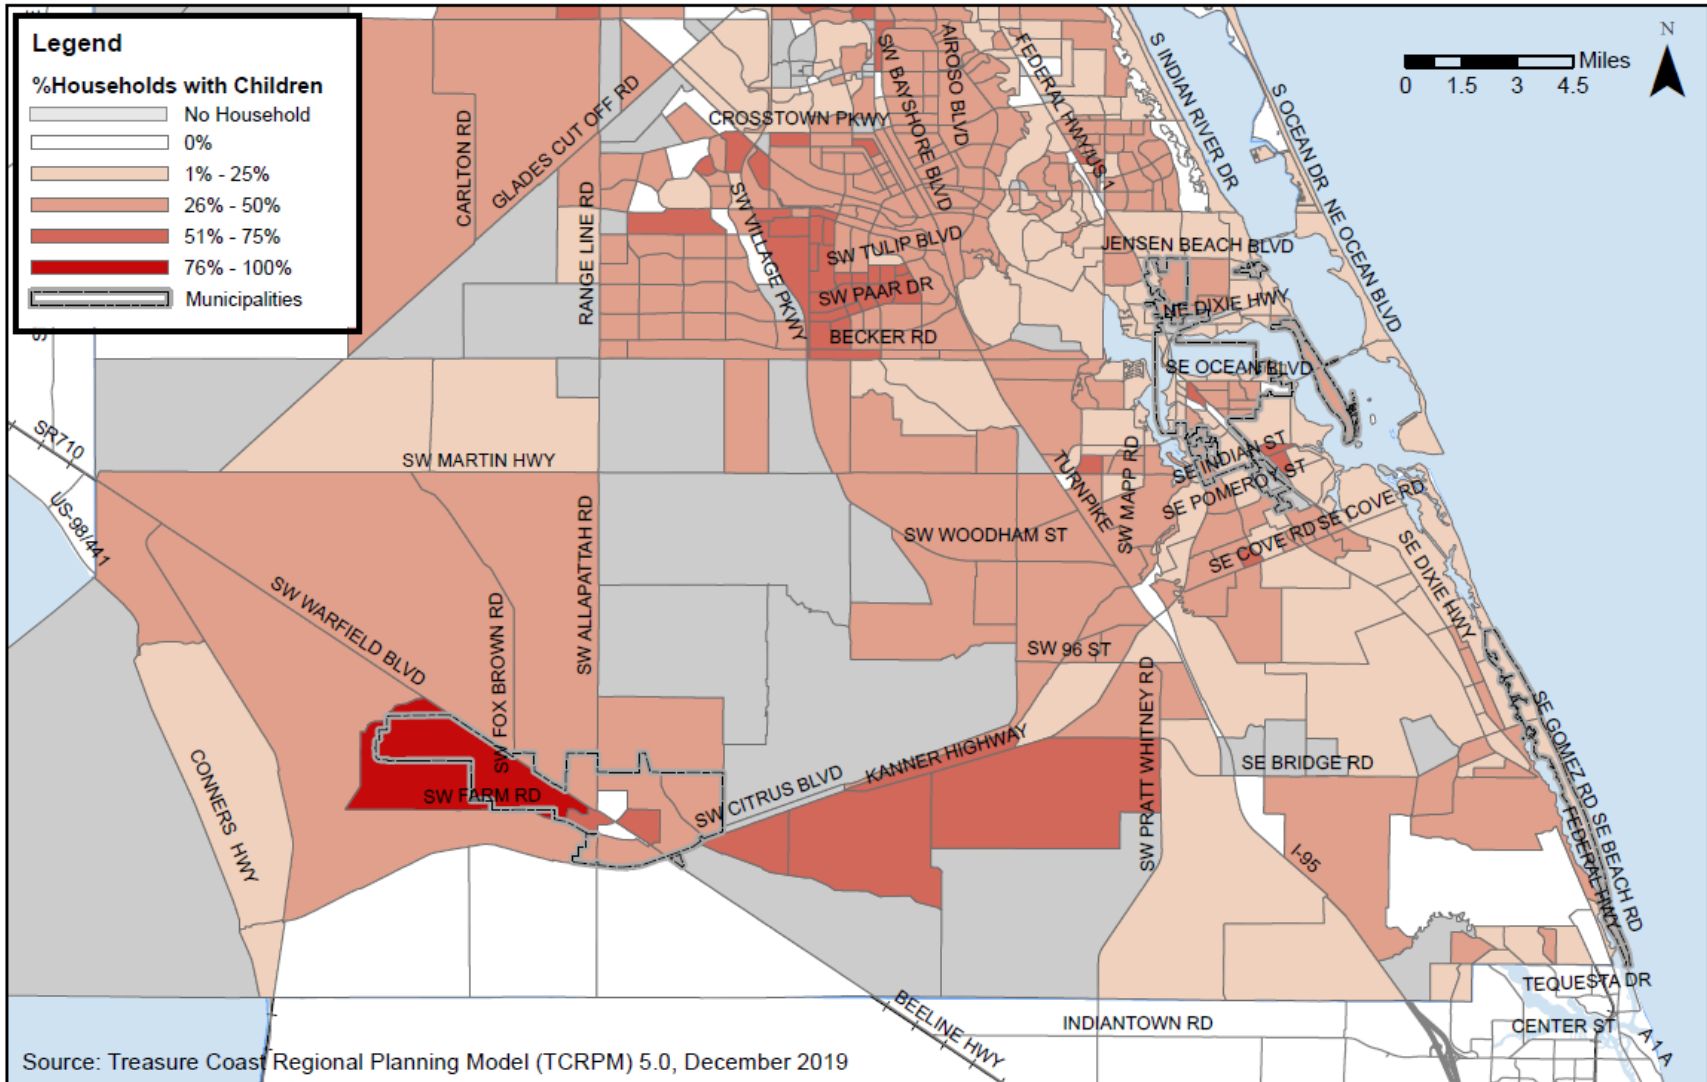 Legend
%Households with Children
No Household
0%
1% - 25%
26% - 50%
51% - 75%
76% - 100%
Municipalities
N
Miles
0 1.5 3 4.5
CARLTON RD
GLADES CUT OFF RD
RANGE LINE RD
CROSSTOWN PKWY
SW BAYSHORE BLVD
AIROSO BLVD
FEDERAL HWY/US 1
S INDIAN RIVER DR
S OCEAN DR
NE OCEAN BLVD
SW VILLAGE PKWY
SW TULIP BLVD
SW PAAR DR
BECKER RD
JENSEN BEACH BLVD
NE DIXIE HWY
SE OCEAN BLVD
SR710
US-98/441
SW MARTIN HWY
SW ALLAPATTAH RD
SW FOX BROWN RD
SW WARFIELD BLVD
SW WOODHAM ST
TURNPIKE
SW MAPP RD
SE INDIAN ST
SE POMEROY ST
SE COVE RD
SE COVE RD
SE DIXIE HWY
SW 96 ST
SW PRATT WHITNEY RD
CONNERS HWY
SW FARM RD
SW CITRUS BLVD
KANNER HIGHWAY
SE BRIDGE RD
I-95
SE GOMEZ RD
SE BEACH RD
FEDERAL HWY
TEQUESTA DR
CENTER ST
A1A
INDIANTOWN RD
BEELINE HWY
Source: Treasure Coast Regional Planning Model (TCRPM) 5.0, December 2019